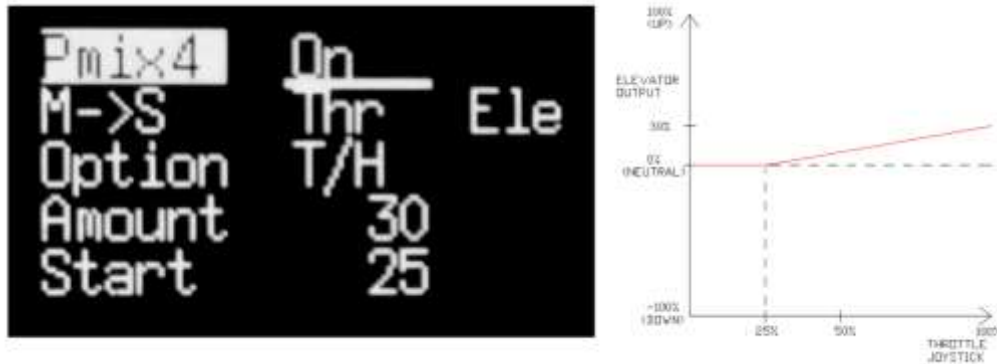 Pmix4 On
M->S Thr Ele
Option T/H
Amount 30
Start 25
100%
(UP)
ELEVATOR
OUTPUT
30%
0%
(NEUTRAL)
-100%
(DOWN)
25% 50% 100%
THROTTLE
JOYSTICK